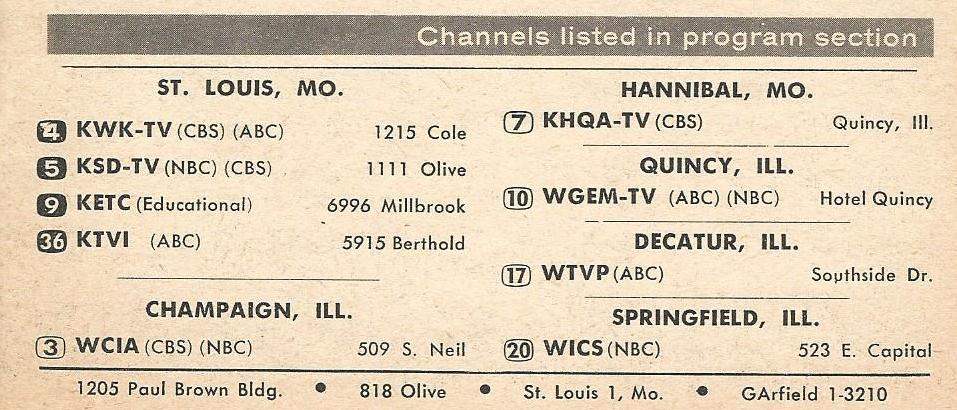 Channels listed in program section
ST. LOUIS, MO.
4 KWK-TV (CBS) (ABC) 1215 Cole
5 KSD-TV (NBC) (CBS) 1111 Olive
9 KETC (Educational) 6996 Millbrook
36 KTVI (ABC) 5915 Berthold
CHAMPAIGN, ILL.
3 WCIA (CBS) (NBC) 509 S. Neil
HANNIBAL, MO.
7 KHQA-TV (CBS) Quincy, Ill.
QUINCY, ILL.
10 WGEM-TV (ABC) (NBC) Hotel Quincy
DECATUR, ILL.
17 WTVP (ABC) Southside Dr.
SPRINGFIELD, ILL.
20 WICS (NBC) 523 E. Capital
1205 Paul Brown Bldg. • 818 Olive • St. Louis 1, Mo. • GArfield 1-3210